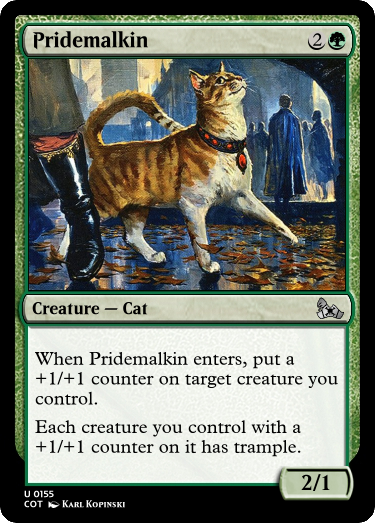 Pridemalkin 2
Creature — Cat
When Pridemalkin enters, put a
+1/+1 counter on target creature you
control.
Each creature you control with a
+1/+1 counter on it has trample.
2/1
U 0155
COT Karl Kopinski